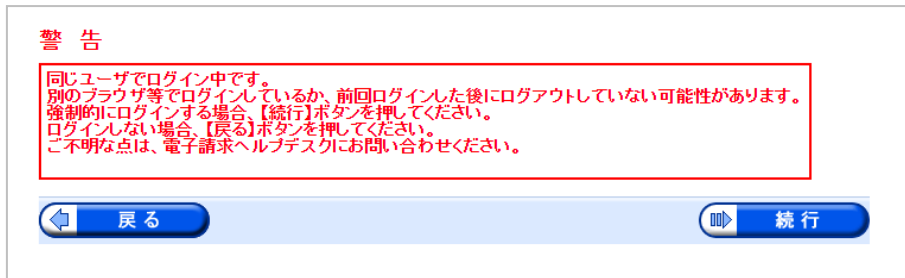 警 告
同じユーザでログイン中です。
別のブラウザ等でログインしているか、前回ログインした後にログアウトしていない可能性があります。
強制的にログインする場合、【続行】ボタンを押してください。
ログインしない場合、【戻る】ボタンを押してください。
ご不明な点は、電子請求ヘルプデスクにお問い合わせください。
戻 る
続 行